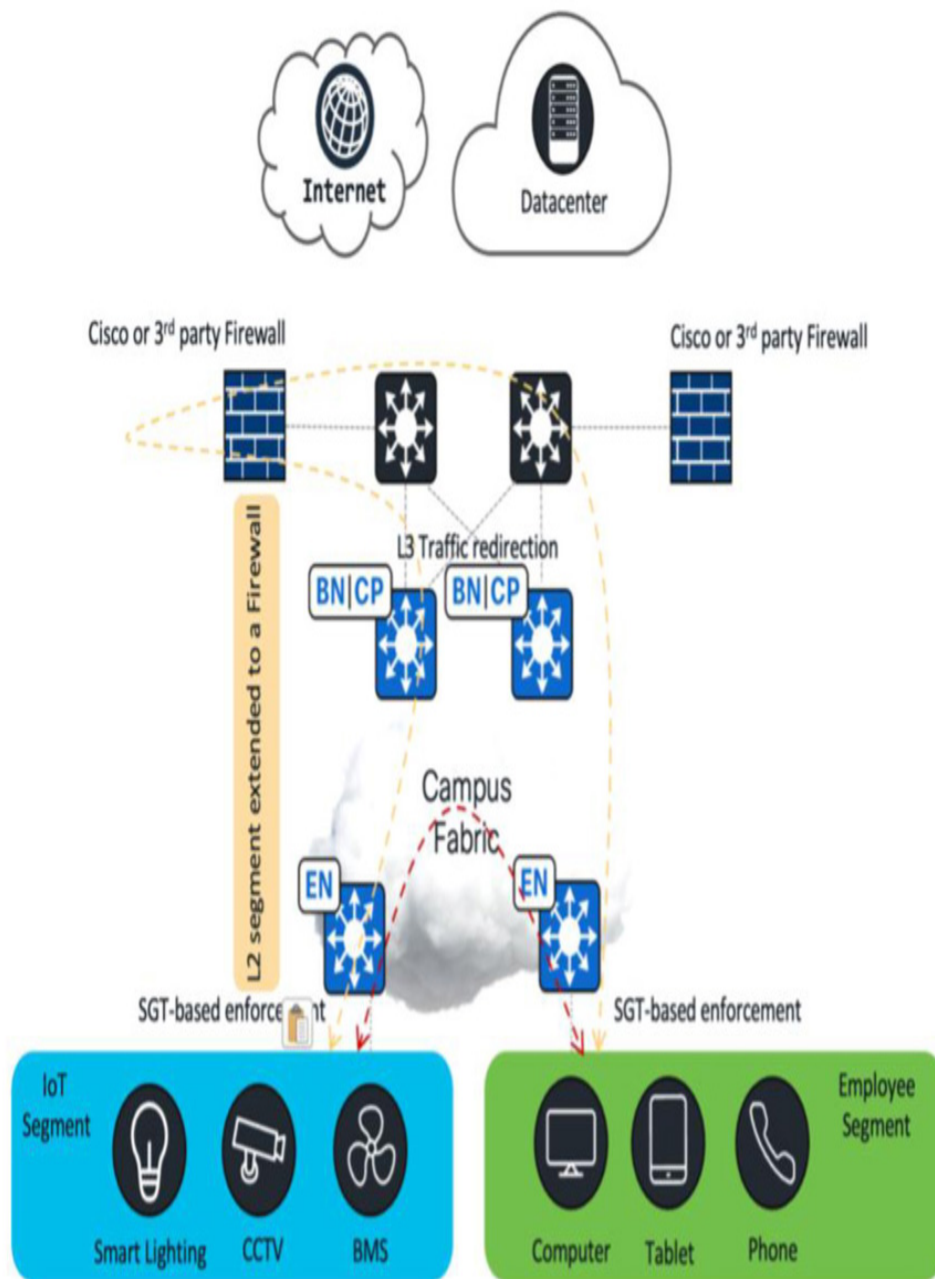 Internet
Datacenter
Cisco or 3rd party Firewall
Cisco or 3rd party Firewall
L3 Traffic redirection
BN|CP
BN|CP
L2 segment extended to a Firewall
Campus
Fabric
EN
EN
SGT-based enforcement
SGT-based enforcement
IoT
Segment
Smart Lighting
CCTV
BMS
Employee
Segment
Computer
Tablet
Phone